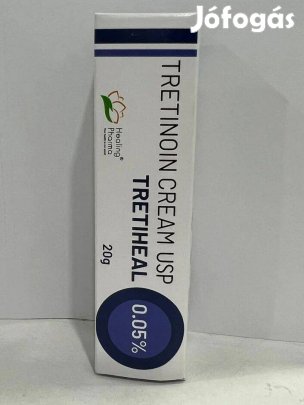 Jófogás
TRETINOIN CREAM USP
TRETIHEAL
20g
0.05%
Healing®
Pharma